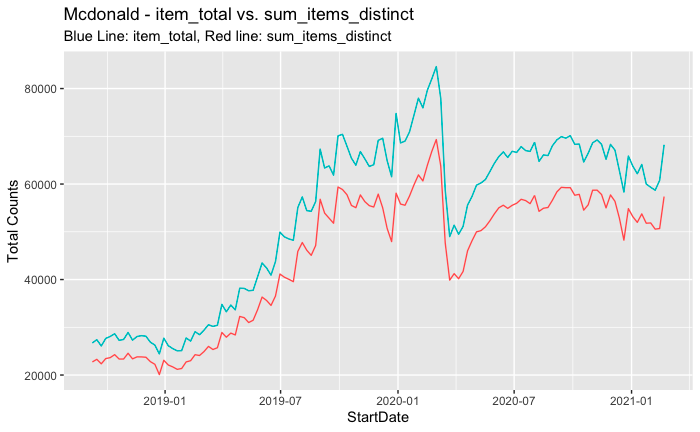 Mcdonald - item_total vs. sum_items_distinct
Blue Line: item_total, Red line: sum_items_distinct
Total Counts
80000
60000
40000
20000
2019-01
2019-07
2020-01
2020-07
2021-01
StartDate